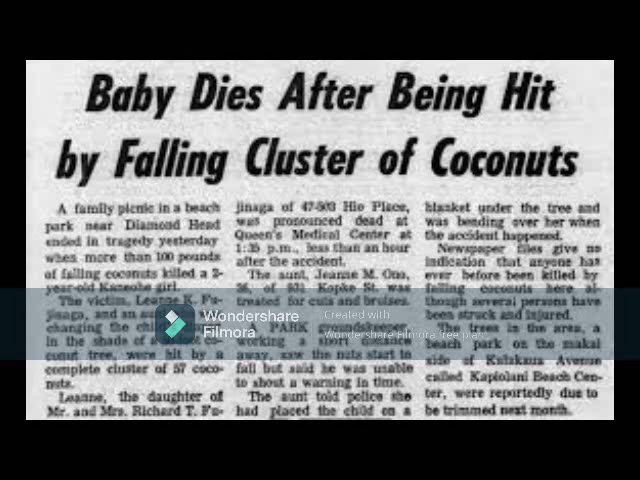 Baby Dies After Being Hit
by Falling Cluster of Coconuts
A family picnic in a beach
park near Diamond Head
ended in tragedy yesterday
when more than 100 pounds
of falling coconuts killed a 2-
year-old Kaneohe girl.
The victim, Leanne K. Fu-
jinaga, and an
changing the
in the shade of
conut tree, were hit by a
complete cluster of 57 coco-
nuts.
Leanne, the daughter of
Mr. and Mrs. Richard T. Fu-
jinaga of 47-503 Hio Place,
was pronounced dead at
Queen's Medical Center at
1:35 p.m., less than an hour
after the accident.
The aunt, Jeanne M. Ono,
of Kopke St. was
treated for cuts and bruises.
PARK groundskeeper,
working a
away, saw the nuts start to
fall but said he was unable
to shout a warning in time.
The aunt told police she
had placed the child on a
blanket under the tree and
was bending over her when
the accident happened.
Newspaper files give no
indication that anyone has
ever before been killed by
falling coconuts here al-
though several persons have
been struck and injured.
The trees in the area, a
beach park on the makai
side of Kalakaua Avenue
called Kapiolani Beach Cen-
ter, were reportedly due to
be trimmed next month.
Wondershare
Filmora
Created with
Wondershare Filmora free plan